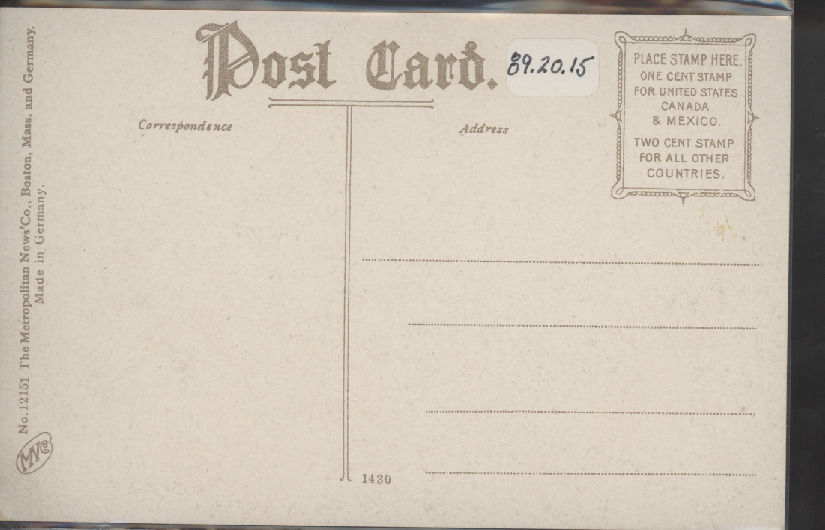 Post Card.
89.20.15
PLACE STAMP HERE.
ONE CENT STAMP
FOR UNITED STATES
CANADA
& MEXICO.
TWO CENT STAMP
FOR ALL OTHER
COUNTRIES.
Correspondence
Address
No.12151 The Metropolitan News'Co., Boston, Mass. and Germany.
Made in Germany.
MN Co
1430